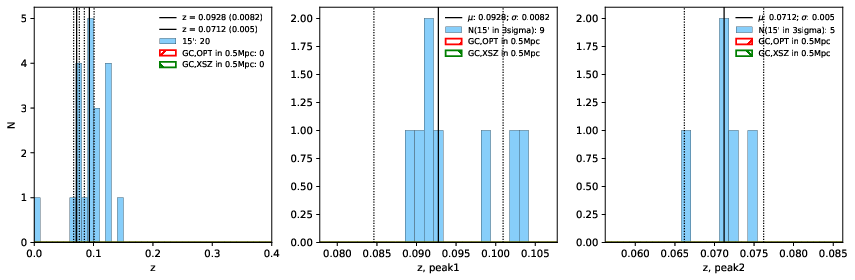 z = 0.0928 (0.0082)
z = 0.0712 (0.005)
15': 20
GC,OPT in 0.5Mpc: 0
GC,XSZ in 0.5Mpc: 0
N
5
4
3
2
1
0
0.0 0.1 0.2 0.3 0.4
z
μ: 0.0928; σ: 0.0082
N(15' in 3sigma): 9
GC,OPT in 0.5Mpc
GC,XSZ in 0.5Mpc
2.00
1.75
1.50
1.25
1.00
0.75
0.50
0.25
0.00
0.080 0.085 0.090 0.095 0.100 0.105
z, peak1
μ: 0.0712; σ: 0.005
N(15' in 3sigma): 5
GC,OPT in 0.5Mpc
GC,XSZ in 0.5Mpc
2.00
1.75
1.50
1.25
1.00
0.75
0.50
0.25
0.00
0.060 0.065 0.070 0.075 0.080 0.085
z, peak2